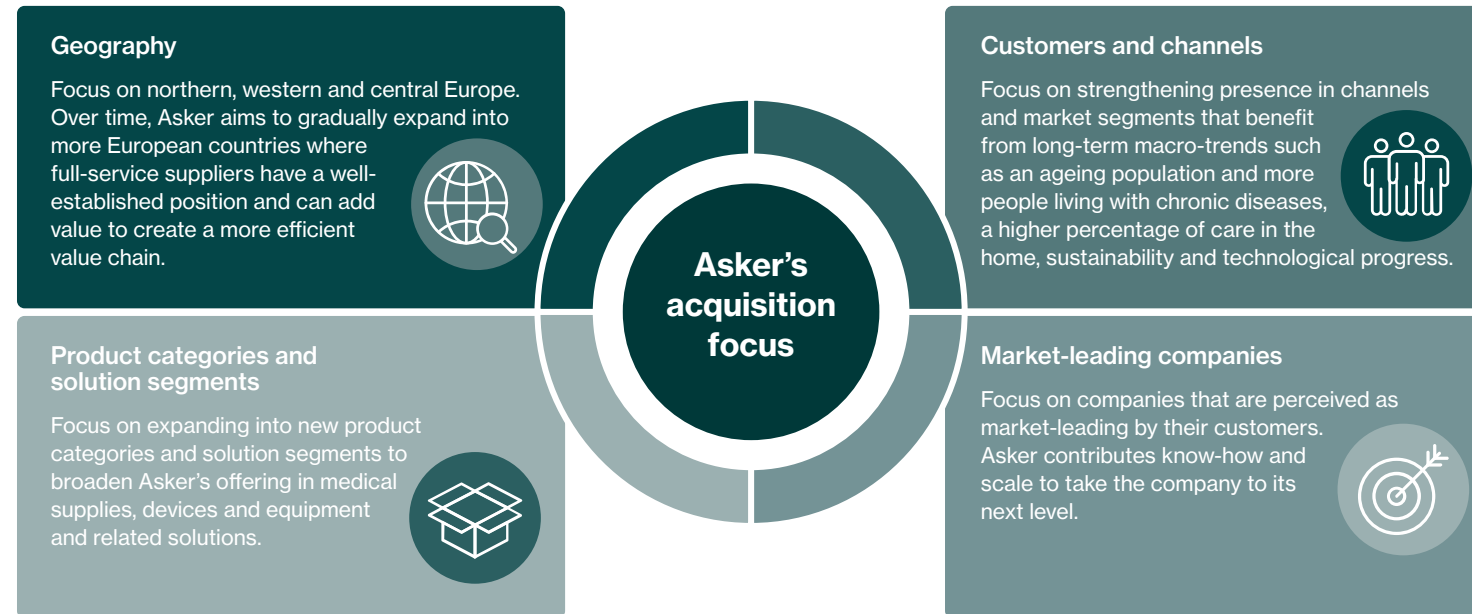 Geography
Focus on northern, western and central Europe.
Over time, Asker aims to gradually expand into
more European countries where
full-service suppliers have a well-
established position and can add
value to create a more efficient
value chain.
Customers and channels
Focus on strengthening presence in channels
and market segments that benefit
from long-term macro-trends such
as an ageing population and more
people living with chronic diseases,
a higher percentage of care in the
home, sustainability and technological progress.
Asker’s
acquisition
focus
Product categories and
solution segments
Focus on expanding into new product
categories and solution segments to
broaden Asker’s offering in medical
supplies, devices and equipment
and related solutions.
Market-leading companies
Focus on companies that are perceived as
market-leading by their customers.
Asker contributes know-how and
scale to take the company to its
next level.